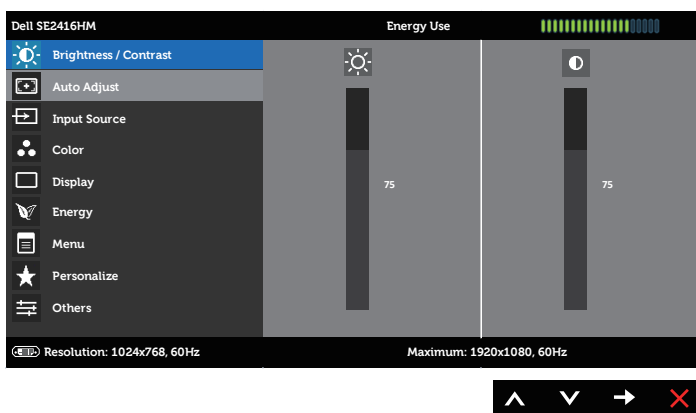 Dell SE2416HM Energy Use
Brightness / Contrast
Auto Adjust
Input Source
Color
Display 75 75
Energy
Menu
Personalize
Others
Resolution: 1024x768, 60Hz Maximum: 1920x1080, 60Hz